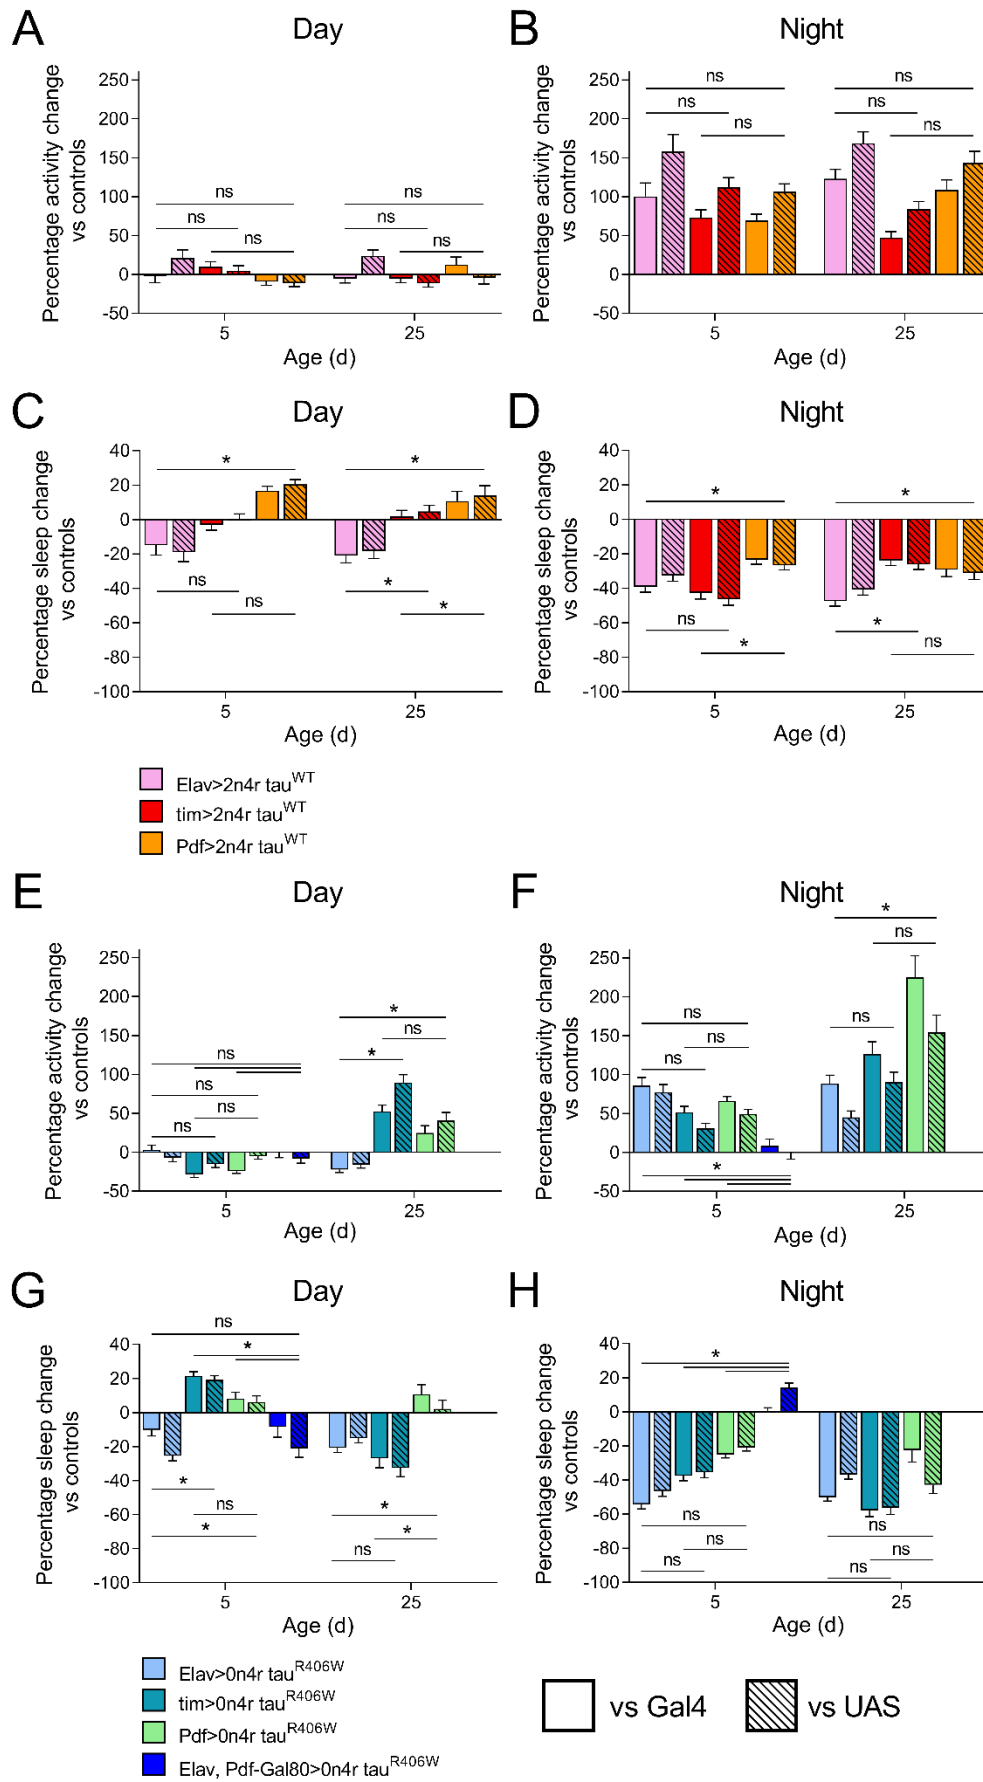 A Day
Percentage activity change
vs controls
250
200
150
100
50
0
-50
ns
ns
ns
ns
ns
ns
5 25
Age (d)
B Night
Percentage activity change
vs controls
250
200
150
100
50
0
-50
ns
ns
ns
ns
ns
ns
5 25
Age (d)
C Day
Percentage sleep change
vs controls
40
20
0
-20
-40
-60
-80
-100
* *
ns *
ns *
5 25
Age (d)
D Night
Percentage sleep change
vs controls
40
20
0
-20
-40
-60
-80
-100
* *
ns *
* ns
5 25
Age (d)
Elav>2n4r tau^WT
tim>2n4r tau^WT
Pdf>2n4r tau^WT
E Day
Percentage activity change
vs controls
250
200
150
100
50
0
-50
ns
ns
ns
ns
*
ns
*
5 25
Age (d)
F Night
Percentage activity change
vs controls
250
200
150
100
50
0
-50
ns
ns
ns
*
*
ns
ns
5 25
Age (d)
G Day
Percentage sleep change
vs controls
40
20
0
-20
-40
-60
-80
-100
ns
*
*
ns
*
*
*
ns
5 25
Age (d)
H Night
Percentage sleep change
vs controls
40
20
0
-20
-40
-60
-80
-100
*
ns
ns
ns
ns
ns
ns
5 25
Age (d)
Elav>0n4r tau^R406W
tim>0n4r tau^R406W
Pdf>0n4r tau^R406W
Elav, Pdf-Gal80>0n4r tau^R406W
vs Gal4 vs UAS